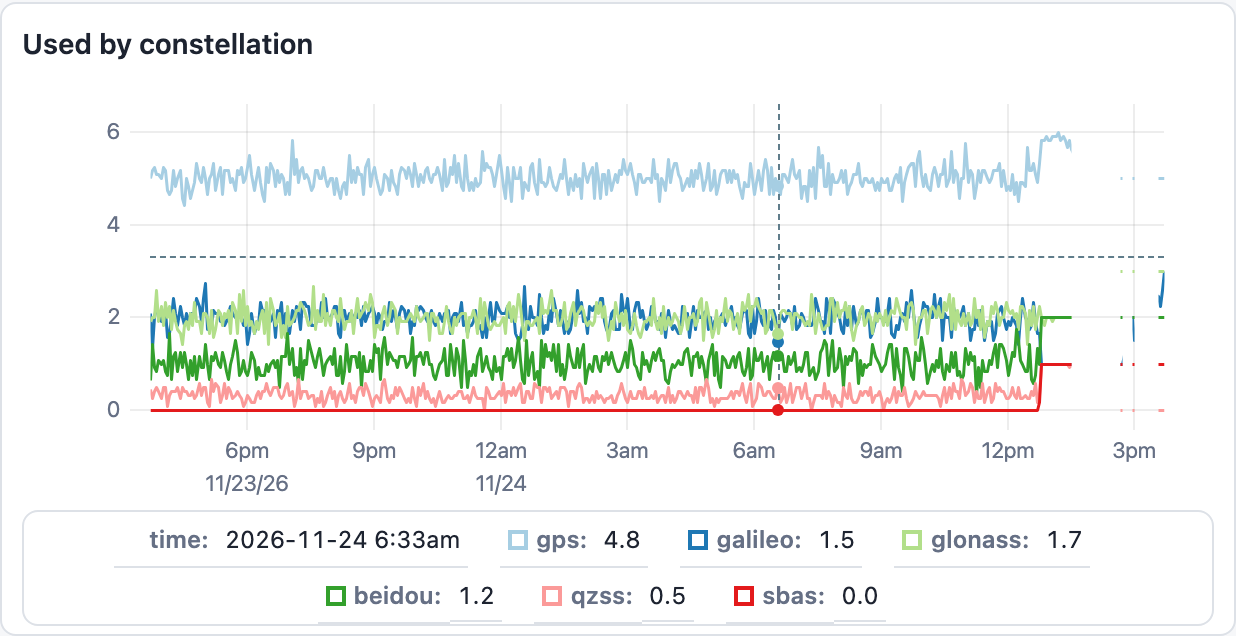 Used by constellation
6
4
2
0
6pm 9pm 12am 3am 6am 9am 12pm 3pm
11/23/26 11/24
time: 2026-11-24 6:33am gps: 4.8 galileo: 1.5 glonass: 1.7
beidou: 1.2 qzss: 0.5 sbas: 0.0